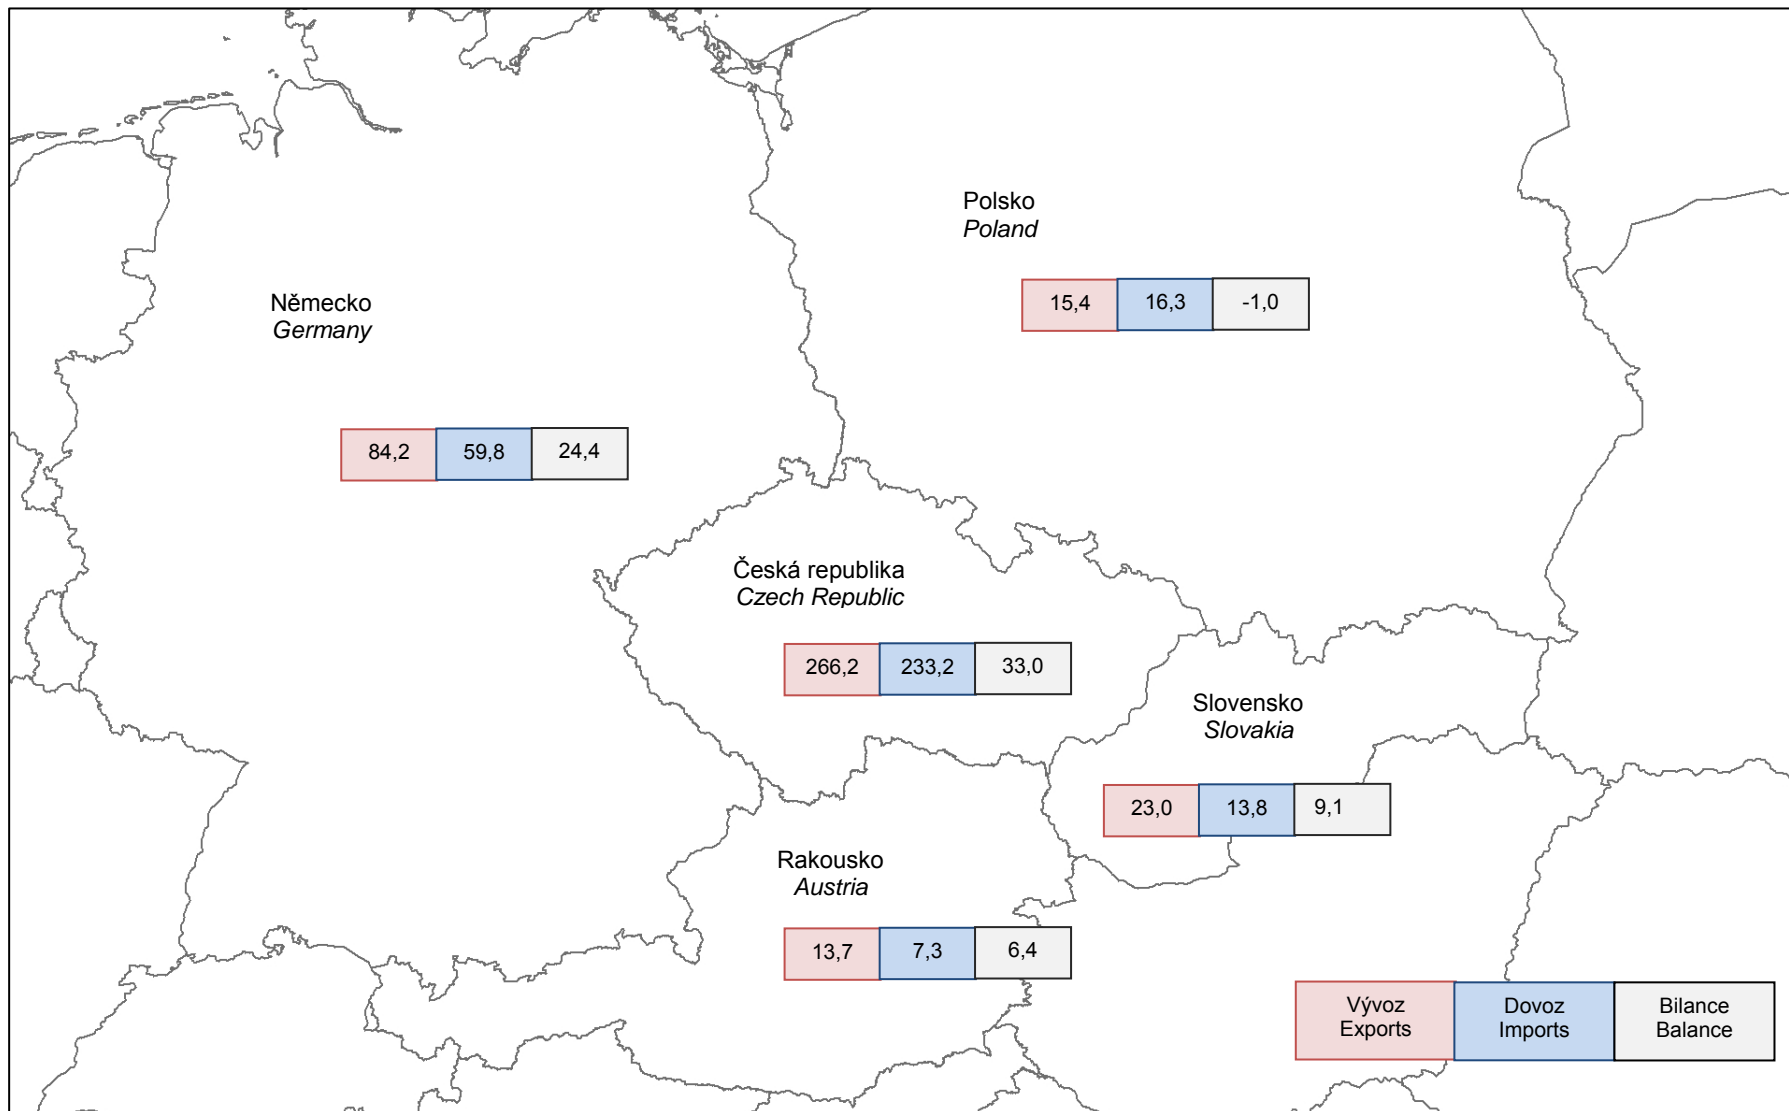 Polsko
Poland
15,4 16,3 -1,0
Německo
Germany
84,2 59,8 24,4
Česká republika
Czech Republic
266,2 233,2 33,0
Slovensko
Slovakia
23,0 13,8 9,1
Rakousko
Austria
13,7 7,3 6,4
Vývoz Dovoz Bilance
Exports Imports Balance